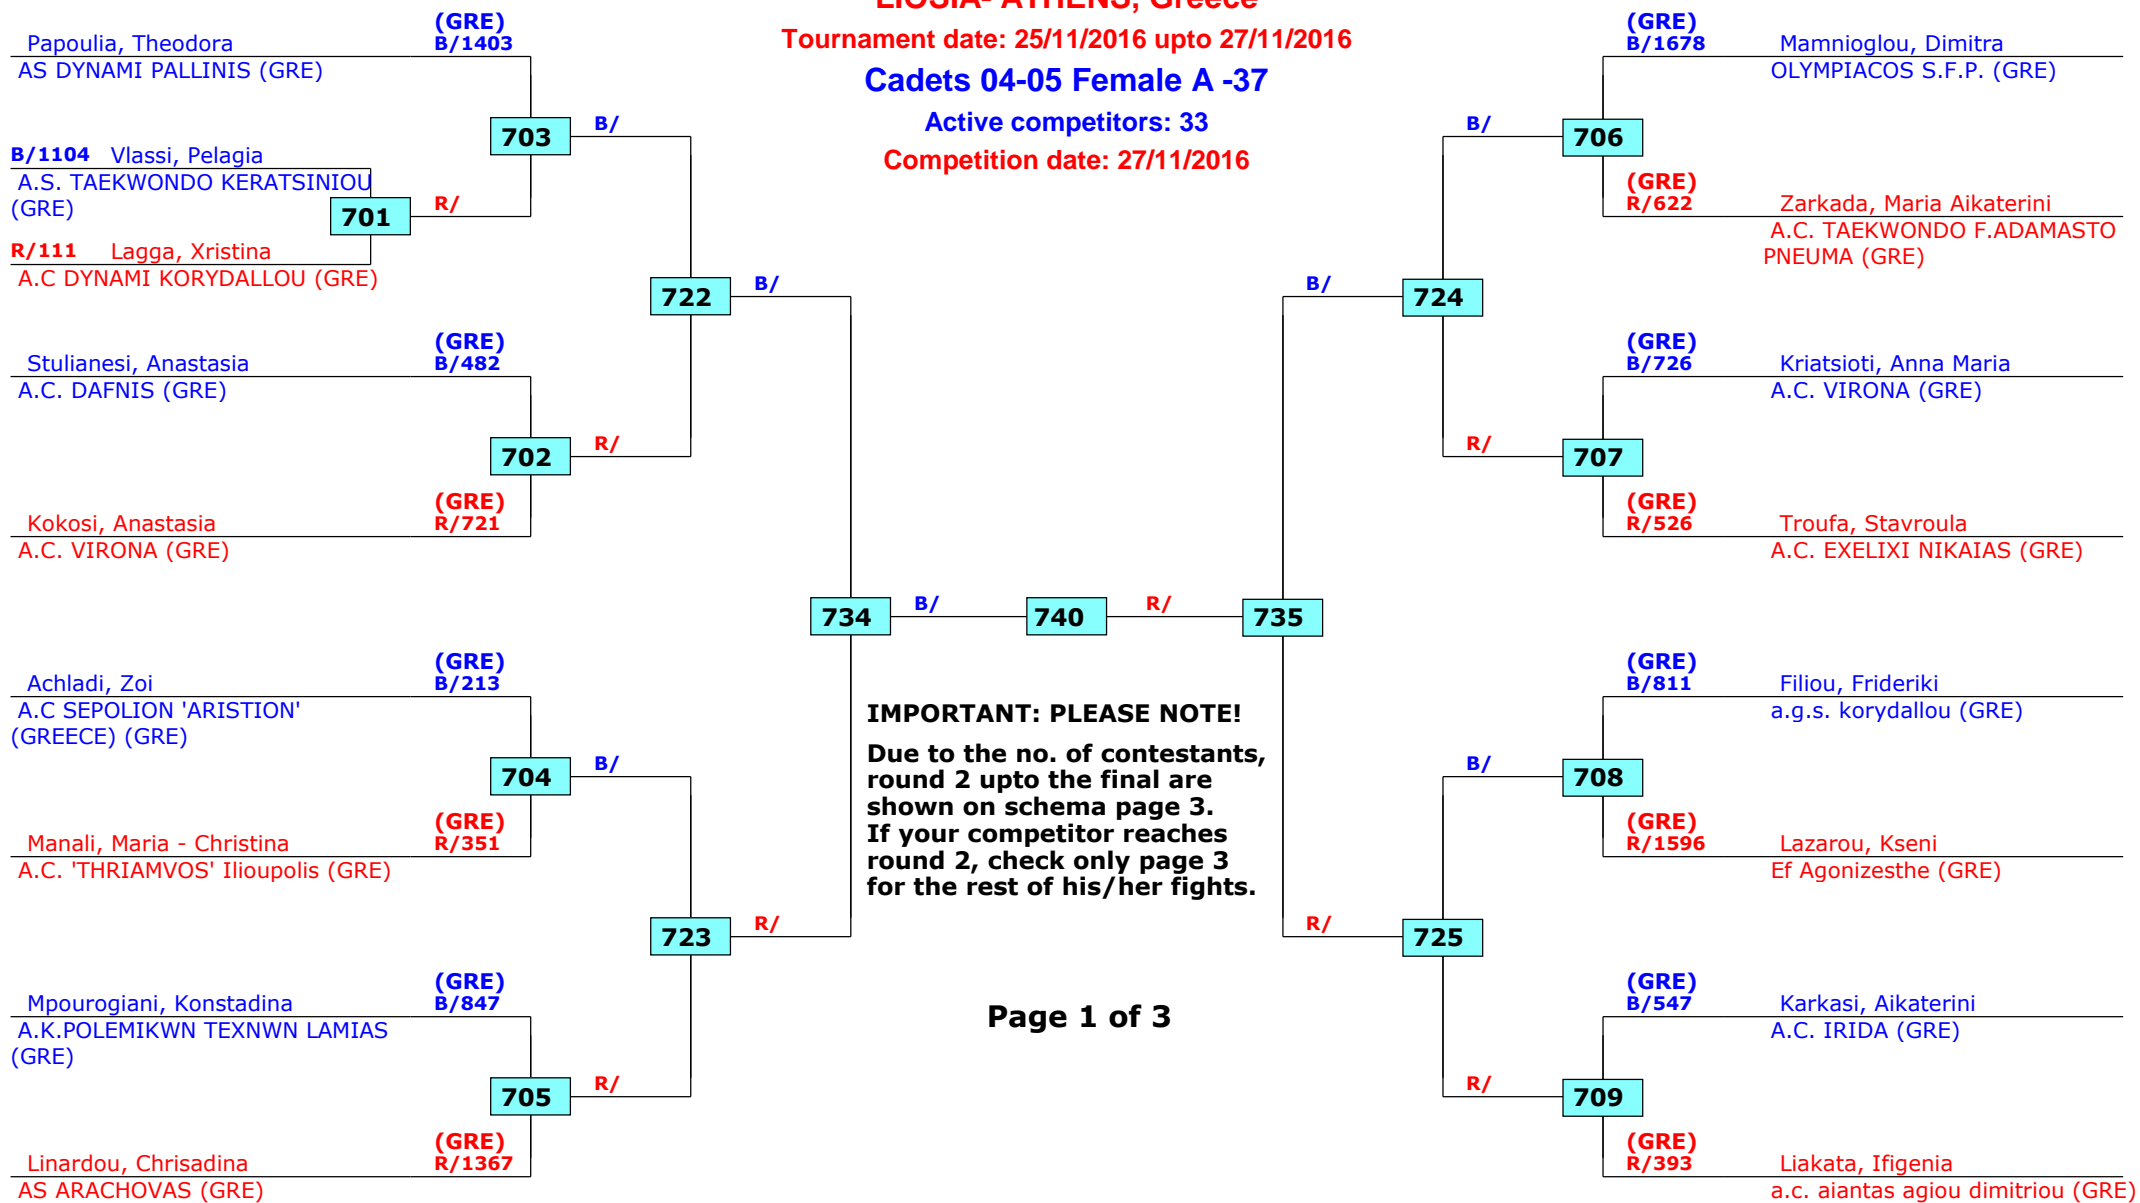 LIOSIA- ATHENS, Greece
Tournament date: 25/11/2016 upto 27/11/2016
Cadets 04-05 Female A -37
Active competitors: 33
Competition date: 27/11/2016
(GRE)
Papoulia, Theodora B/1403
AS DYNAMI PALLINIS (GRE)
703
B/
B/1104 Vlassi, Pelagia
A.S. TAEKWONDO KERATSINIOU
(GRE)
701
R/
R/111 Lagga, Xristina
A.C DYNAMI KORYDALLOU (GRE)
722
B/
(GRE)
Stulianesi, Anastasia B/482
A.C. DAFNIS (GRE)
702
R/
(GRE)
Kokosi, Anastasia R/721
A.C. VIRONA (GRE)
734
B/
740
R/
735
(GRE)
Achladi, Zoi B/213
A.C SEPOLION 'ARISTION'
(GREECE) (GRE)
704
B/
(GRE)
Manali, Maria - Christina R/351
A.C. 'THRIAMVOS' Ilioupolis (GRE)
723
R/
(GRE)
Mpourogiani, Konstadina B/847
A.K.POLEMIKWN TEXNWN LAMIAS
(GRE)
705
R/
(GRE)
Linardou, Chrisadina R/1367
AS ARACHOVAS (GRE)
IMPORTANT: PLEASE NOTE!
Due to the no. of contestants,
round 2 upto the final are
shown on schema page 3.
If your competitor reaches
round 2, check only page 3
for the rest of his/her fights.
Page 1 of 3
(GRE)
B/1678 Mamnioglou, Dimitra
OLYMPIACOS S.F.P. (GRE)
B/
706
(GRE)
R/622 Zarkada, Maria Aikaterini
A.C. TAEKWONDO F.ADAMASTO
PNEUMA (GRE)
B/
724
(GRE)
B/726 Kriatsioti, Anna Maria
A.C. VIRONA (GRE)
R/
707
(GRE)
R/526 Troufa, Stavroula
A.C. EXELIXI NIKAIAS (GRE)
(GRE)
B/811 Filiou, Frideriki
a.g.s. korydallou (GRE)
B/
708
(GRE)
R/1596 Lazarou, Kseni
Ef Agonizesthe (GRE)
R/
725
(GRE)
B/547 Karkasi, Aikaterini
A.C. IRIDA (GRE)
R/
709
(GRE)
R/393 Liakata, Ifigenia
a.c. aiantas agiou dimitriou (GRE)